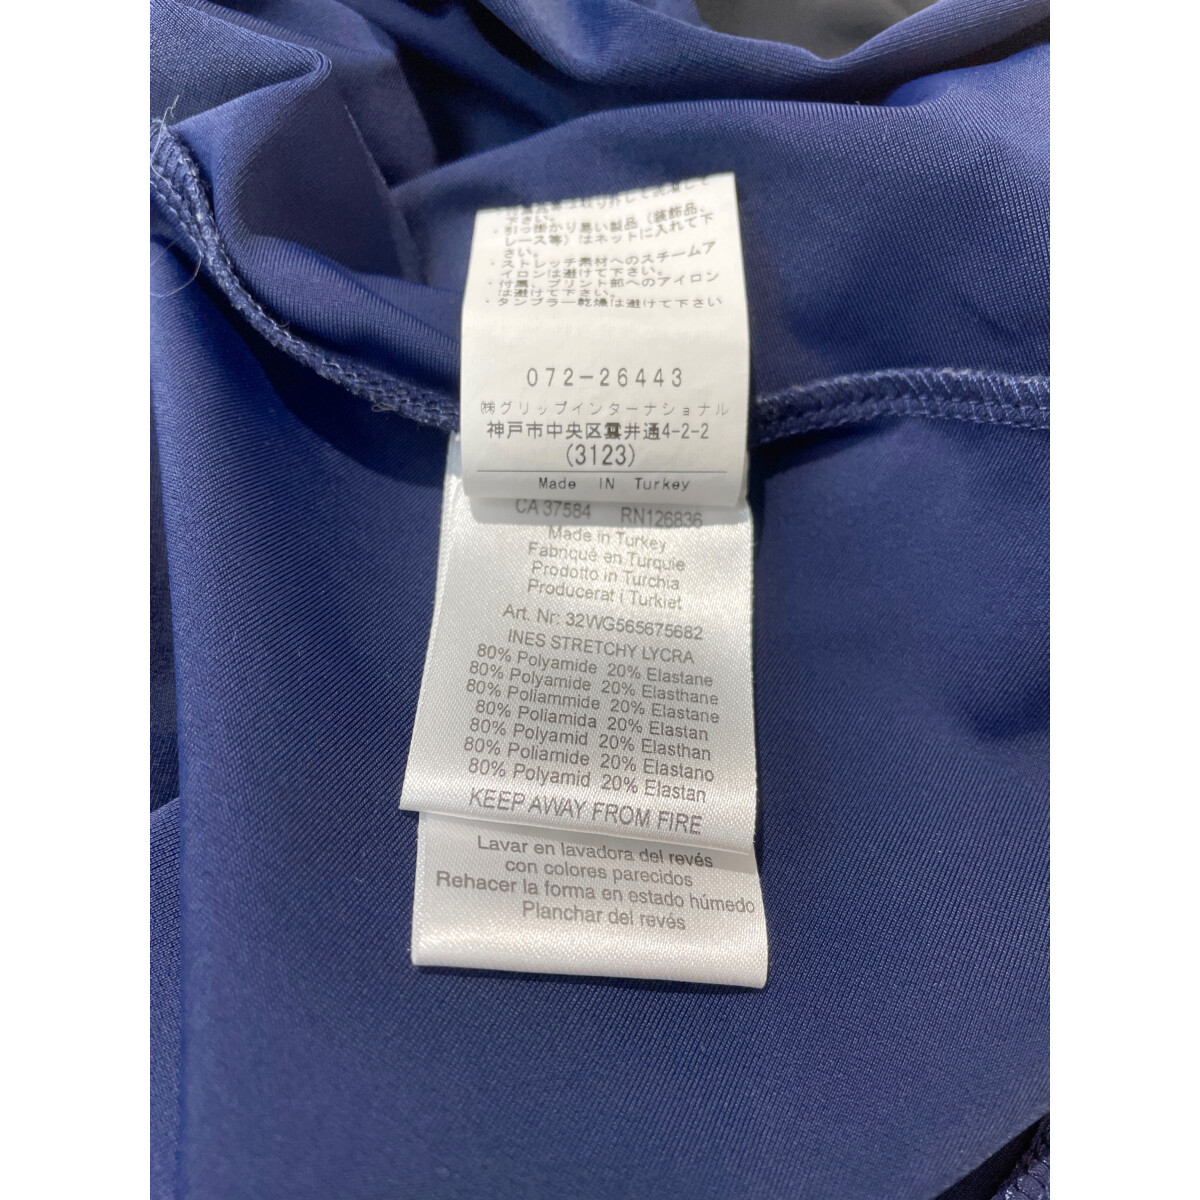 下さい。
・引っ掛かり易い製品（装飾品、
レース等）はネットに入れて下
さい。
・ストレッチ素材へのスチームア
イロンは避けて下さい。
・付属、プリント部へのアイロン
は避けて下さい。
・タンブラー乾燥は避けて下さい
072-26443
㈱グリップインターナショナル
神戸市中央区雲井通4-2-2
(3123)
Made IN Turkey
CA 37584 RN126836
Made in Turkey
Fabriqué en Turquie
Prodotto in Turchia
Producerat i Turkiet
Art. Nr: 32WG565675682
INES STRETCHY LYCRA
80% Polyamide 20% Elastane
80% Polyamide 20% Elasthane
80% Poliammide 20% Elastane
80% Poliamida 20% Elastan
80% Polyamid 20% Elasthan
80% Poliamide 20% Elastano
80% Polyamid 20% Elastan
KEEP AWAY FROM FIRE
Lavar en lavadora del revés
con colores parecidos
Rehacer la forma en estado húmedo
Planchar del revés